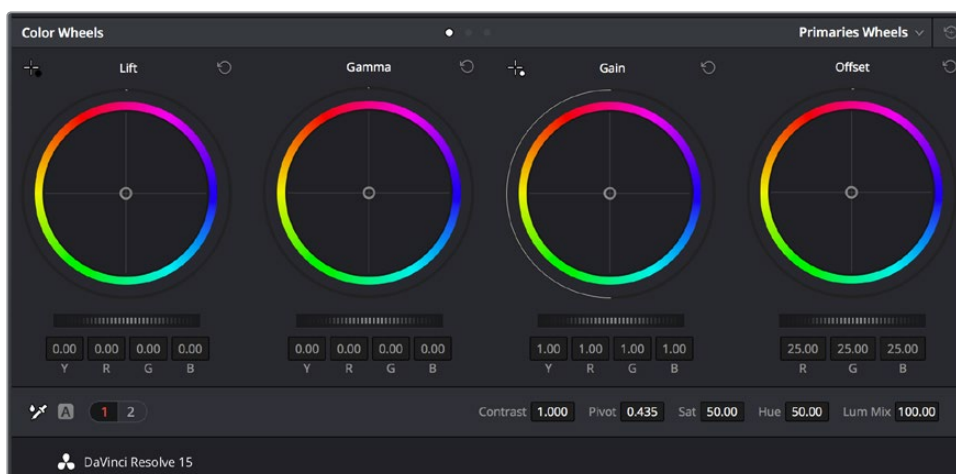 Color Wheels Primaries Wheels
Lift Gamma Gain Offset
0.00 0.00 0.00 0.00 0.00 0.00 0.00 0.00 1.00 1.00 1.00 1.00 25.00 25.00 25.00
Y R G B Y R G B Y R G B R G B
A 1 2 Contrast 1.000 Pivot 0.435 Sat 50.00 Hue 50.00 Lum Mix 100.00
DaVinci Resolve 15